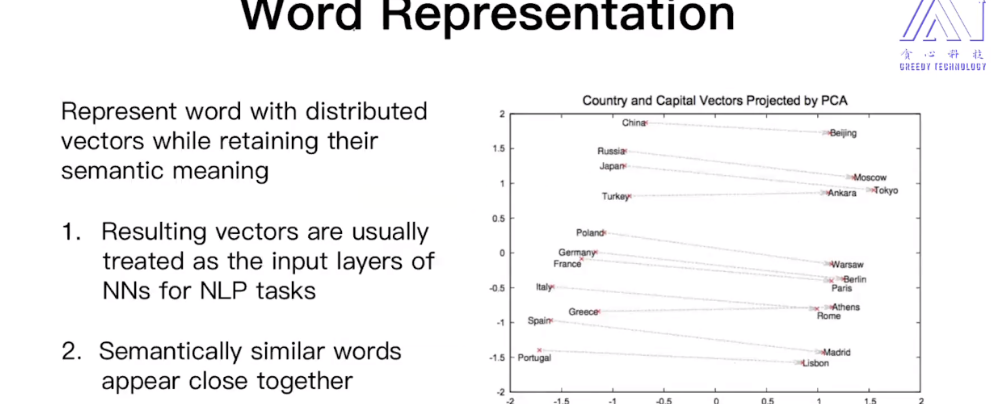 Word Representation
贪心科技
GREEDY TECHNOLOGY
Represent word with distributed
vectors while retaining their
semantic meaning
1. Resulting vectors are usually
treated as the input layers of
NNs for NLP tasks
2. Semantically similar words
appear close together
Country and Capital Vectors Projected by PCA
2
China
Beijing
1.5
Russia
Japan
Moscow
1
Turkey
Ankara
Tokyo
0.5
Poland
0
Germany
France
Warsaw
Berlin
-0.5
Italy
Paris
Greece
Athens
Rome
-1
Spain
Madrid
-1.5
Portugal
Lisbon
-2
-2 -1.5 -1 -0.5 0 0.5 1 1.5 2